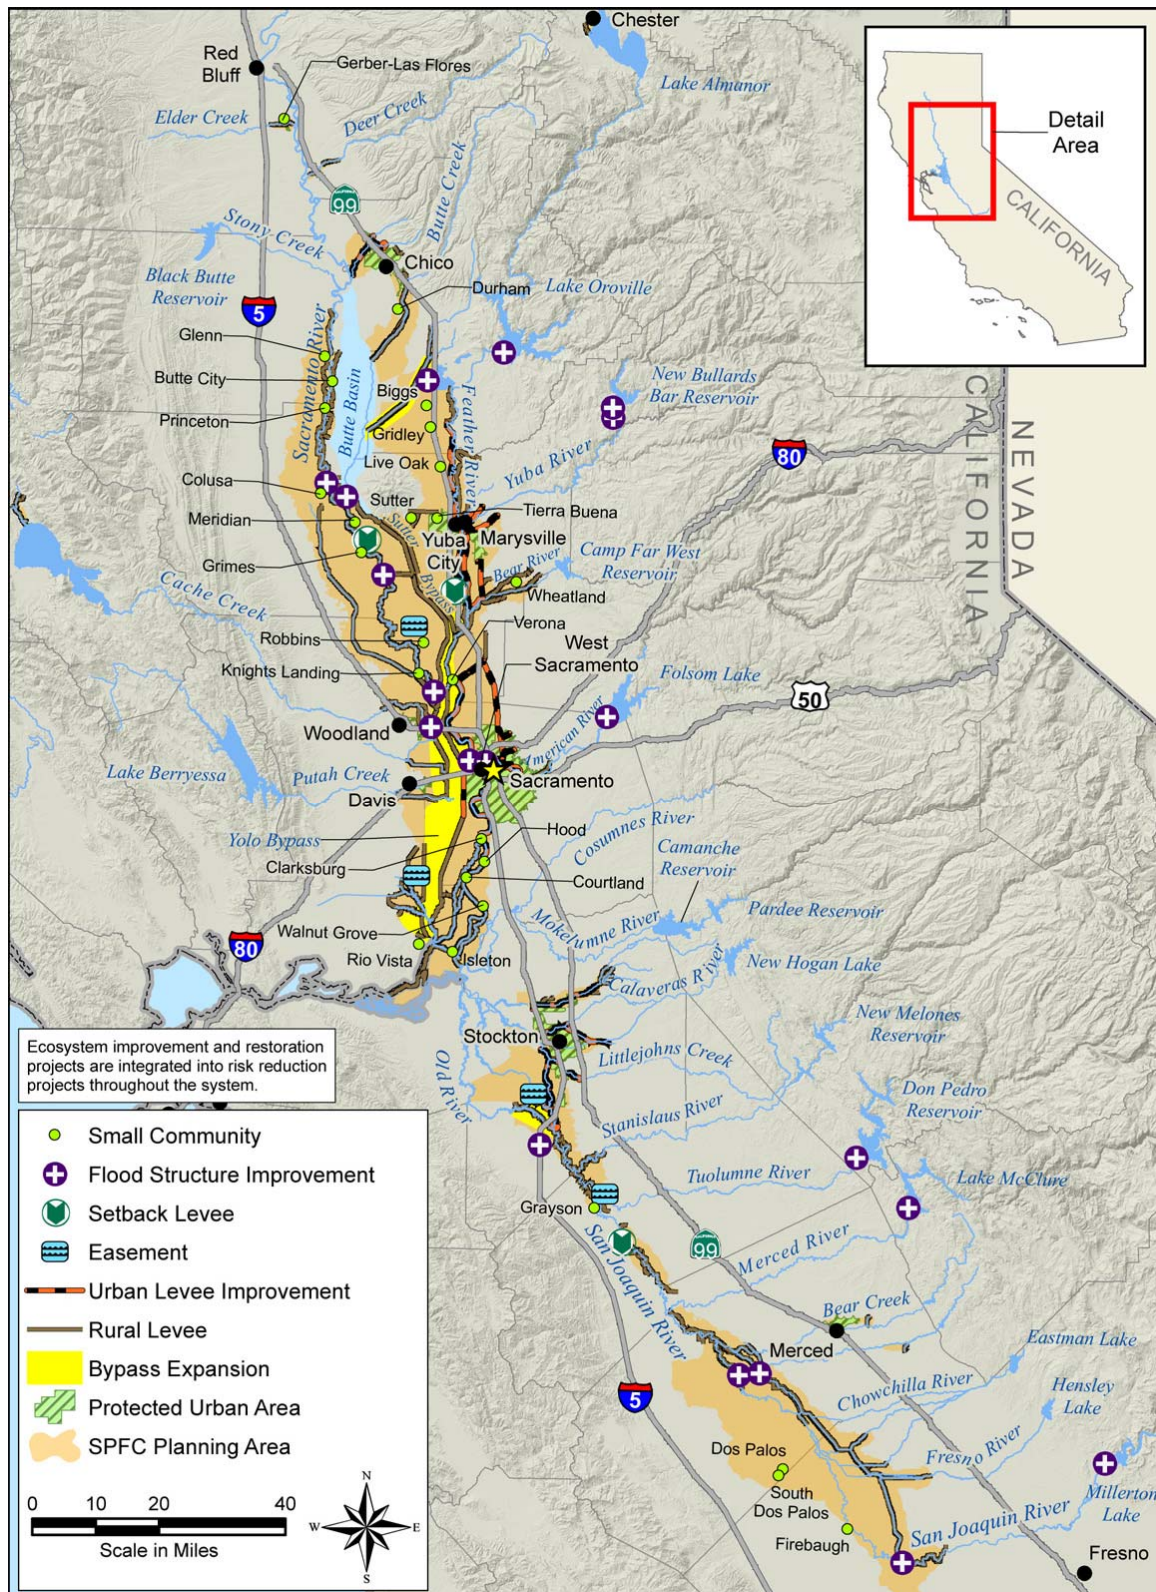 Chester
Red
Bluff
Gerber-Las Flores
Lake Almanor
Elder Creek
Deer Creek
Detail
Area
CALIFORNIA
99
Butte Creek
Stony Creek
Chico
Black Butte
Reservoir
Durham
Lake Oroville
5
Glenn
Sacramento River
Butte City
Butte Basin
Biggs
Feather River
New Bullards
Bar Reservoir
Princeton
Gridley
CALIFORNIA
NEVADA
Live Oak
Yuba River
80
Colusa
Sutter
Tierra Buena
Meridian
Sutter
Bypass
Yuba
City
Marysville
Grimes
Bear River
Camp Far West
Reservoir
Cache Creek
Wheatland
Robbins
Verona
West
Sacramento
Knights Landing
Folsom Lake
50
Woodland
American River
Lake Berryessa
Putah Creek
Sacramento
Davis
Yolo Bypass
Hood
Cosumnes River
Clarksburg
Camanche
Reservoir
Courtland
Walnut Grove
Mokelumne River
Pardee Reservoir
80
Rio Vista
Isleton
Calaveras River
New Hogan Lake
Stockton
New Melones
Reservoir
Ecosystem improvement and restoration
projects are integrated into risk reduction
projects throughout the system.
Old River
Littlejohns Creek
Don Pedro
Reservoir
Small Community
Stanislaus River
Flood Structure Improvement
Tuolumne River
Lake McClure
Setback Levee
Grayson
Easement
San Joaquin River
99
Merced River
Urban Levee Improvement
Bear Creek
Rural Levee
Merced
Eastman Lake
Bypass Expansion
5
Chowchilla River
Hensley
Lake
Protected Urban Area
SPFC Planning Area
Dos Palos
Fresno River
South
Dos Palos
Millerton
Lake
N
W
E
S
0
10
20
40
Scale in Miles
Firebaugh
San Joaquin River
Fresno